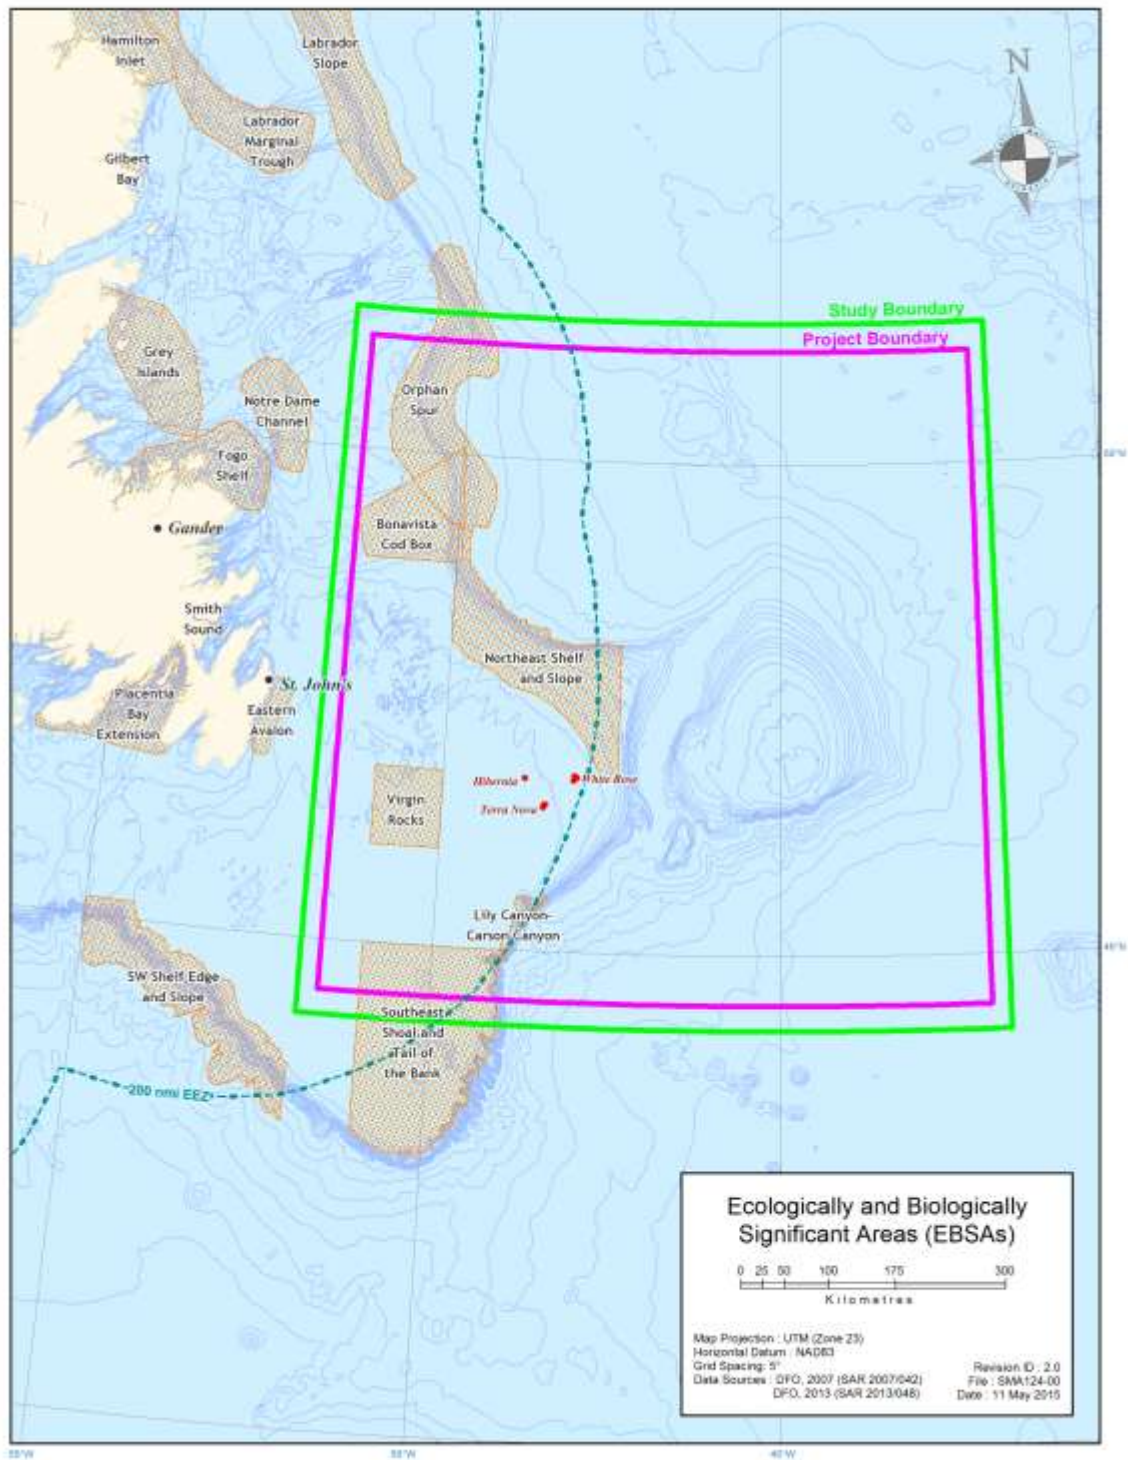 Hamilton
Inlet
Labrador
Slope
N
Labrador
Marginal
Trough
Gilbert
Bay
Study Boundary
Project Boundary
Grey
Islands
Notre Dame
Channel
Orphan
Spur
Fogo
Shelf
Gander
Bonavista
Cod Box
Smith
Sound
Northeast Shelf
and Slope
St. John's
Placentia
Bay
Extension
Eastern
Avalon
Hibernia
White Rose
Terra Nova
Virgin
Rocks
Lily Canyon-
Carson Canyon
SW Shelf Edge
and Slope
Southeast
Shoal and
Tail of
the Bank
200 nmi EEZ
Ecologically and Biologically
Significant Areas (EBSAs)
0 25 50 100 175 300
Kilometres
Map Projection : UTM (Zone 23)
Horizontal Datum : NAD83
Grid Spacing: 5°
Data Sources : DFO, 2007 (SAR 2007/042)
DFO, 2013 (SAR 2013/048)
Revision ID : 2.0
File : SMA124-00
Date : 11 May 2015